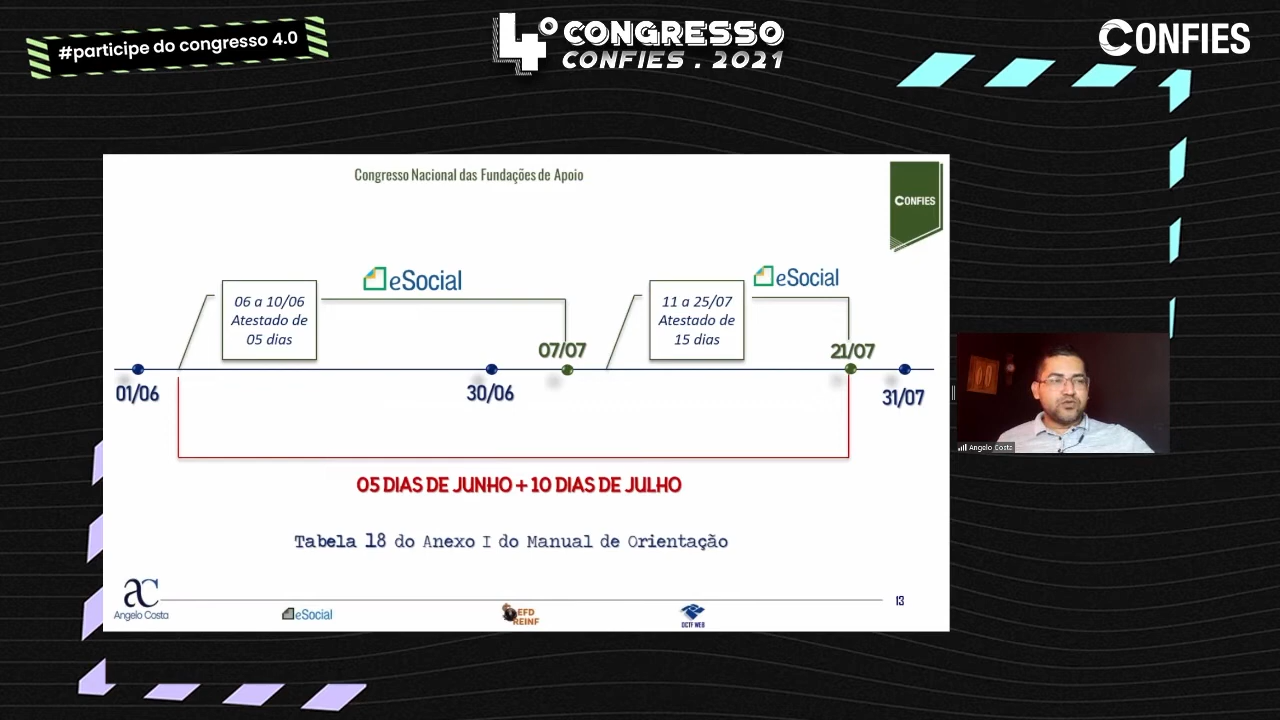 #participe do congresso 4.0
4º CONGRESSO
CONFIES . 2021
CONFIES
Congresso Nacional das Fundações de Apoio
CONFIES
eSocial
eSocial
06 a 10/06
Atestado de
05 dias
11 a 25/07
Atestado de
15 dias
07/07
21/07
01/06
30/06
31/07
05 DIAS DE JUNHO + 10 DIAS DE JULHO
Angelo Costa
Tabela 18 do Anexo I do Manual de Orientação
AC
Angelo Costa
eSocial
EFD
REINF
DCTF WEB
13